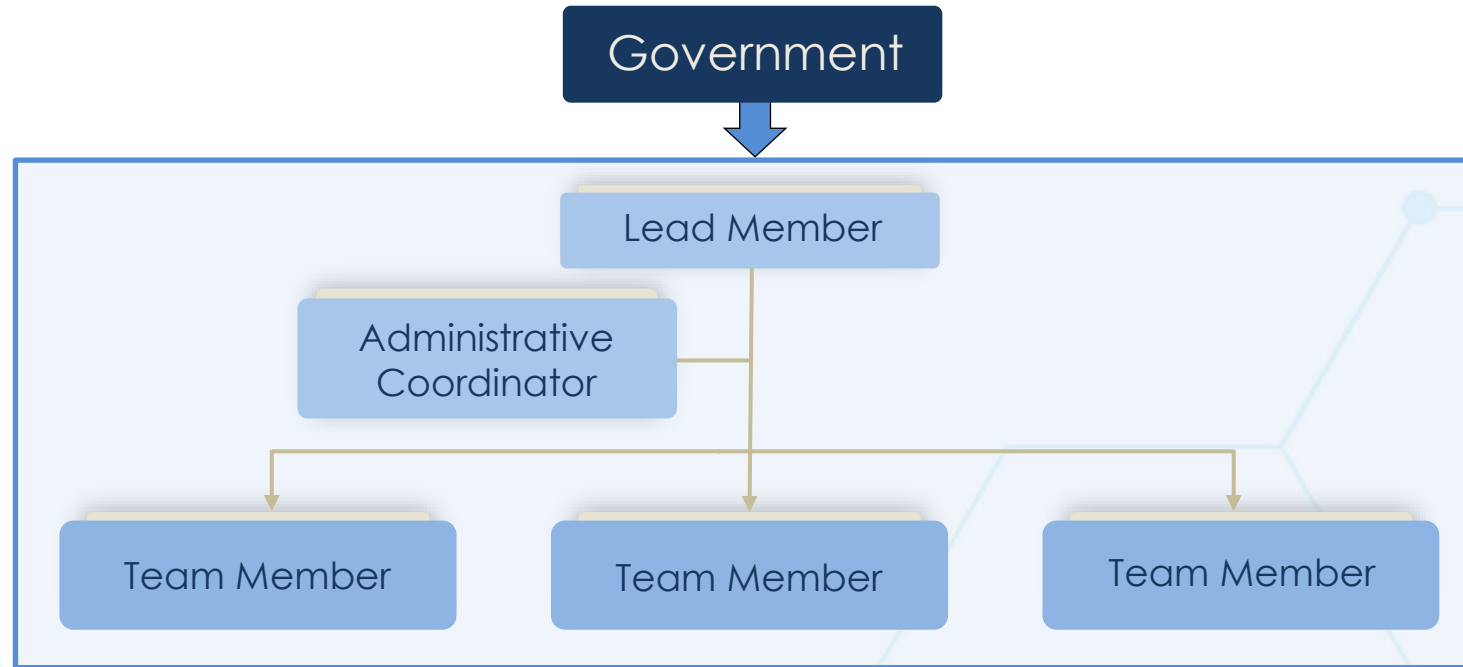 Government
Lead Member
Administrative
Coordinator
Team Member
Team Member
Team Member